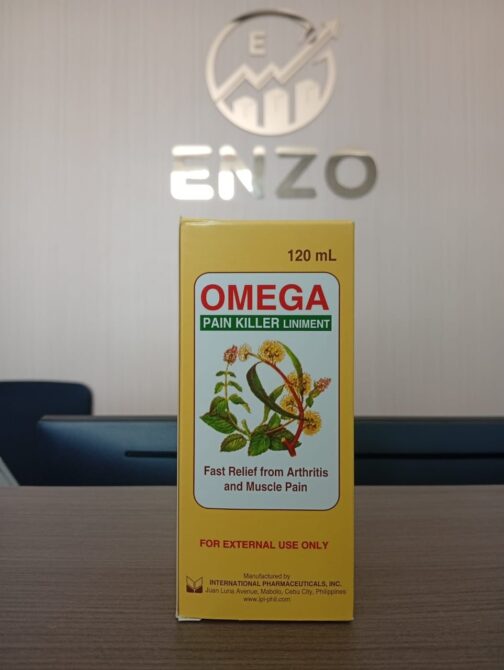 E
ENZO
120 mL
OMEGA
PAIN KILLER LINIMENT
Fast Relief from Arthritis
and Muscle Pain
FOR EXTERNAL USE ONLY
Manufactured by
INTERNATIONAL PHARMACEUTICALS, INC.
Juan Luna Avenue, Mabolo, Cebu City, Philippines
www.ipi-phil.com